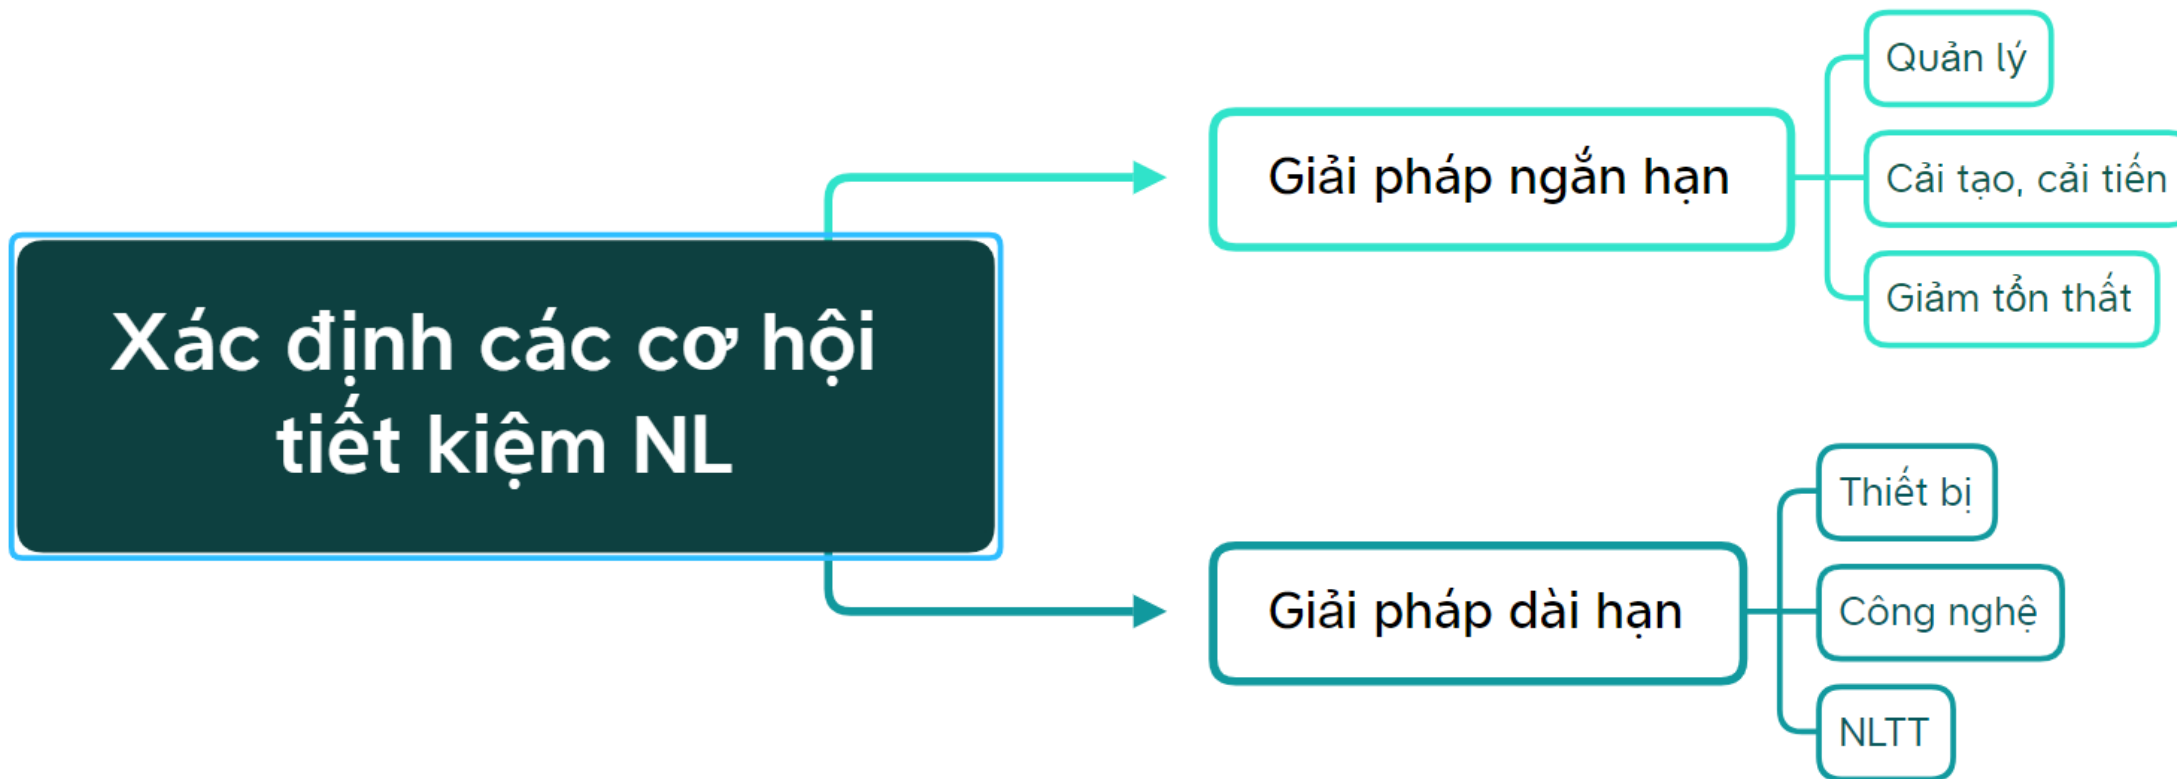 Xác định các cơ hội
tiết kiệm NL
Giải pháp ngắn hạn
Quản lý
Cải tạo, cải tiến
Giảm tổn thất
Giải pháp dài hạn
Thiết bị
Công nghệ
NLTT